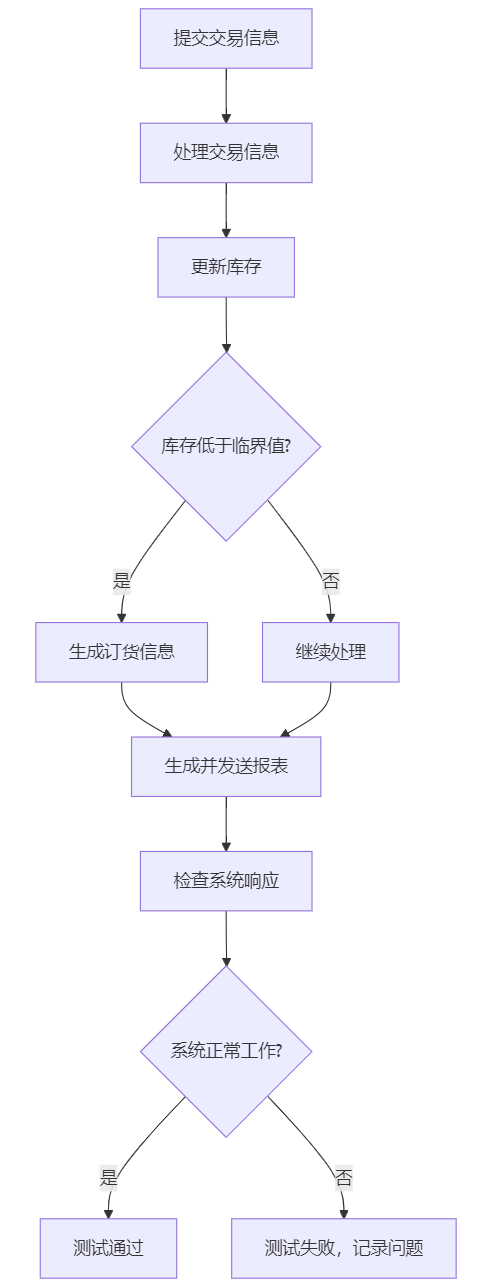 提交交易信息
处理交易信息
更新库存
库存低于临界值?
是
否
生成订货信息
继续处理
生成并发送报表
检查系统响应
系统正常工作?
是
否
测试通过
测试失败，记录问题